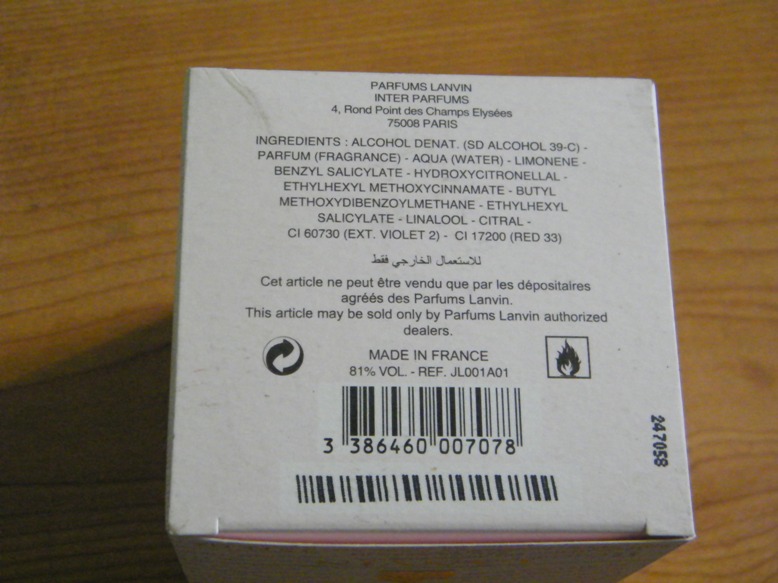 PARFUMS LANVIN
INTER PARFUMS
4, Rond Point des Champs Elysées
75008 PARIS
INGREDIENTS : ALCOHOL DENAT. (SD ALCOHOL 39-C) -
PARFUM (FRAGRANCE) - AQUA (WATER) - LIMONENE -
BENZYL SALICYLATE - HYDROXYCITRONELLAL -
ETHYLHEXYL METHOXYCINNAMATE - BUTYL
METHOXYDIBENZOYLMETHANE - ETHYLHEXYL
SALICYLATE - LINALOOL - CITRAL -
CI 60730 (EXT. VIOLET 2) - CI 17200 (RED 33)
للاستعمال الخارجي فقط
Cet article ne peut être vendu que par les dépositaires
agréés des Parfums Lanvin.
This article may be sold only by Parfums Lanvin authorized
dealers.
MADE IN FRANCE
81% VOL. - REF. JL001A01
3 386460 007078
247058